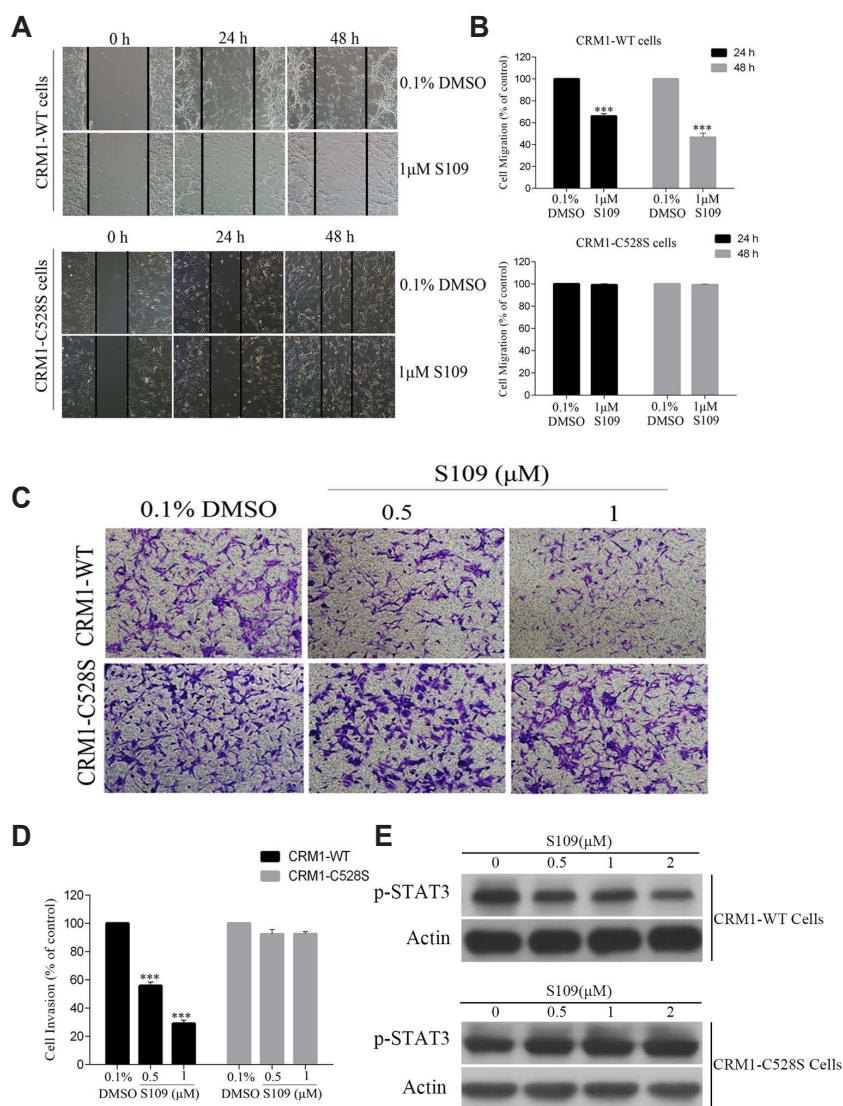 A
0 h 24 h 48 h
CRM1-WT cells
0.1% DMSO
1μM S109
0 h 24 h 48 h
CRM1-C528S cells
0.1% DMSO
1μM S109
B
CRM1-WT cells
24 h
48 h
Cell Migration (% of control)
120
100
80
60
40
20
0
***
***
0.1% 1μM 0.1% 1μM
DMSO S109 DMSO S109
CRM1-C528S cells
24 h
48 h
Cell Migration (% of control)
120
100
80
60
40
20
0
0.1% 1μM 0.1% 1μM
DMSO S109 DMSO S109
C
S109 (μM)
0.1% DMSO 0.5 1
CRM1-WT
CRM1-C528S
D
CRM1-WT
CRM1-C528S
Cell Invasion (% of control)
120
100
80
60
40
20
0
***
***
0.1% 0.5 1 0.1% 0.5 1
DMSO S109 (μM) DMSO S109 (μM)
E
S109(μM)
0 0.5 1 2
p-STAT3
Actin
CRM1-WT Cells
S109(μM)
0 0.5 1 2
p-STAT3
Actin
CRM1-C528S Cells